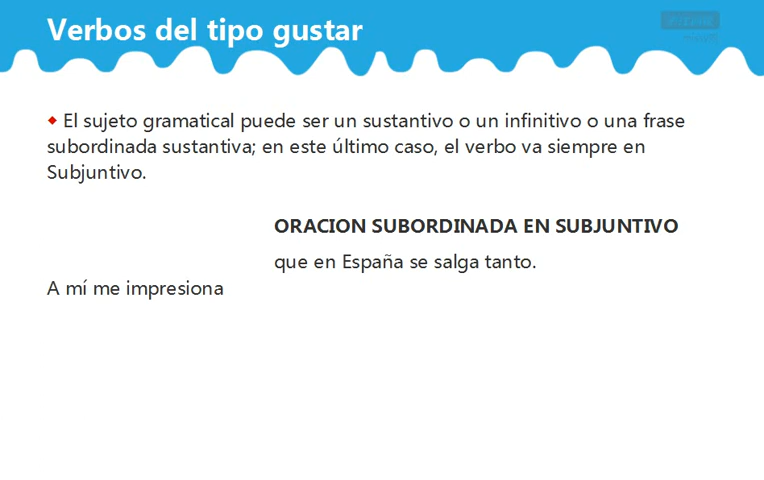 Verbos del tipo gustar
El sujeto gramatical puede ser un sustantivo o un infinitivo o una frase
subordinada sustantiva; en este último caso, el verbo va siempre en
Subjuntivo.
ORACION SUBORDINADA EN SUBJUNTIVO
que en España se salga tanto.
A mí me impresiona